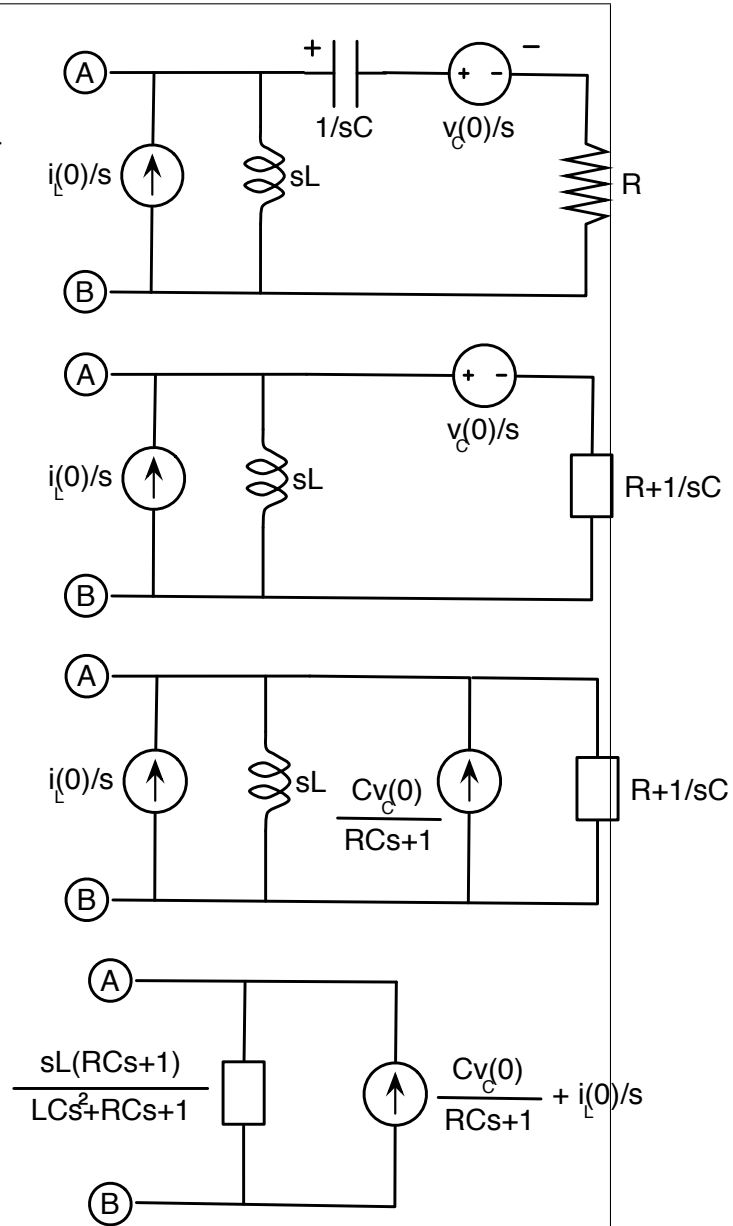 A
+
−
1/sC
+ −
v_C(0)/s
i_L(0)/s
sL
R
B
A
+ −
v_C(0)/s
i_L(0)/s
sL
R+1/sC
B
A
i_L(0)/s
sL
Cv_C(0)
RCs+1
R+1/sC
B
A
sL(RCs+1)
LCs²+RCs+1
Cv_C(0)
RCs+1
+ i_L(0)/s
B